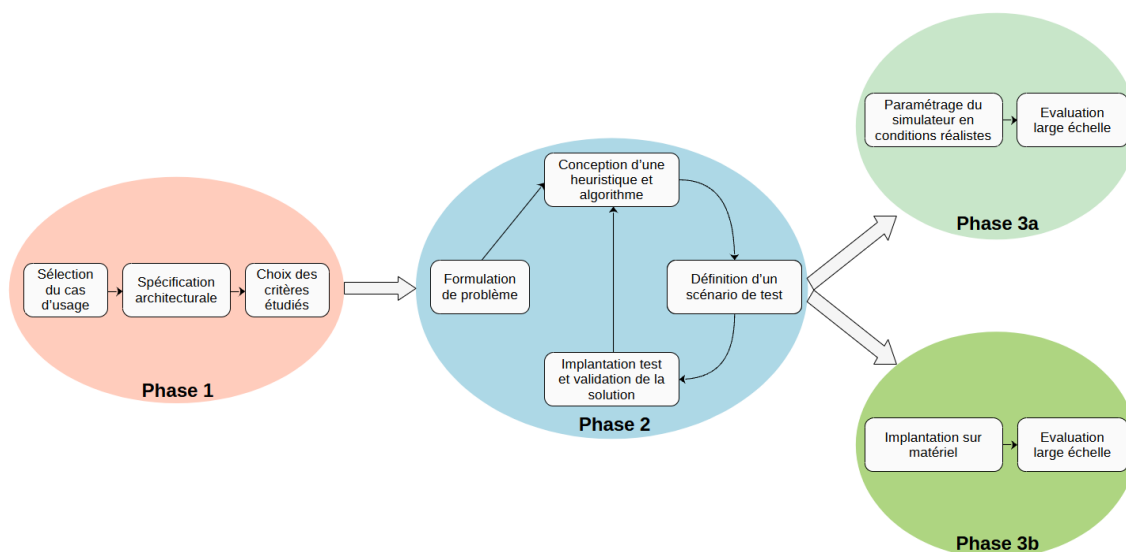 Sélection
du cas
d'usage
Spécification
architecturale
Choix des
critères
étudiés
Phase 1
Conception d'une
heuristique et
algorithme
Formulation
de problème
Définition d'un
scénario de test
Implantation test
et validation de la
solution
Phase 2
Paramétrage du
simulateur en
conditions réalistes
Evaluation
large échelle
Phase 3a
Implantation sur
matériel
Evaluation
large échelle
Phase 3b